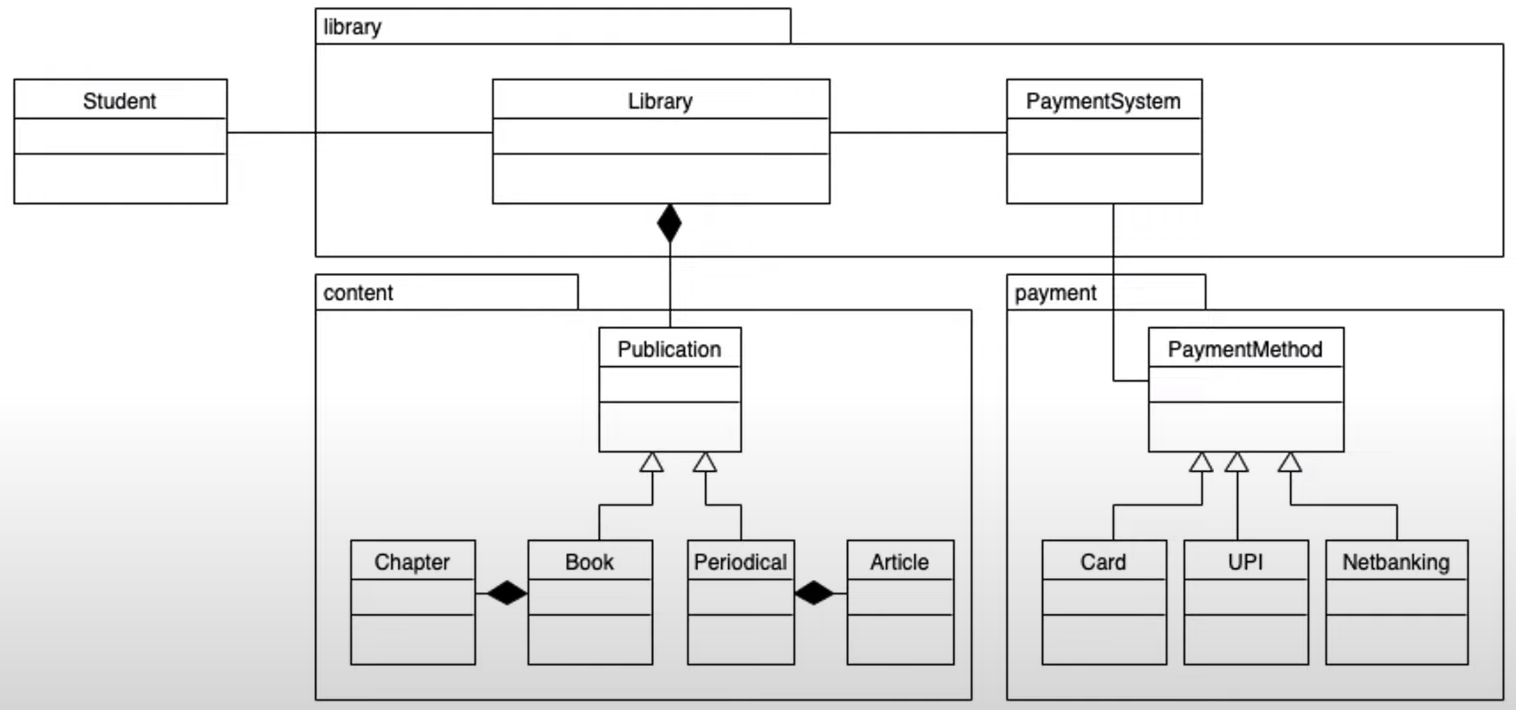 library
Student
Library
PaymentSystem
content
payment
Publication
PaymentMethod
Chapter
Book
Periodical
Article
Card
UPI
Netbanking